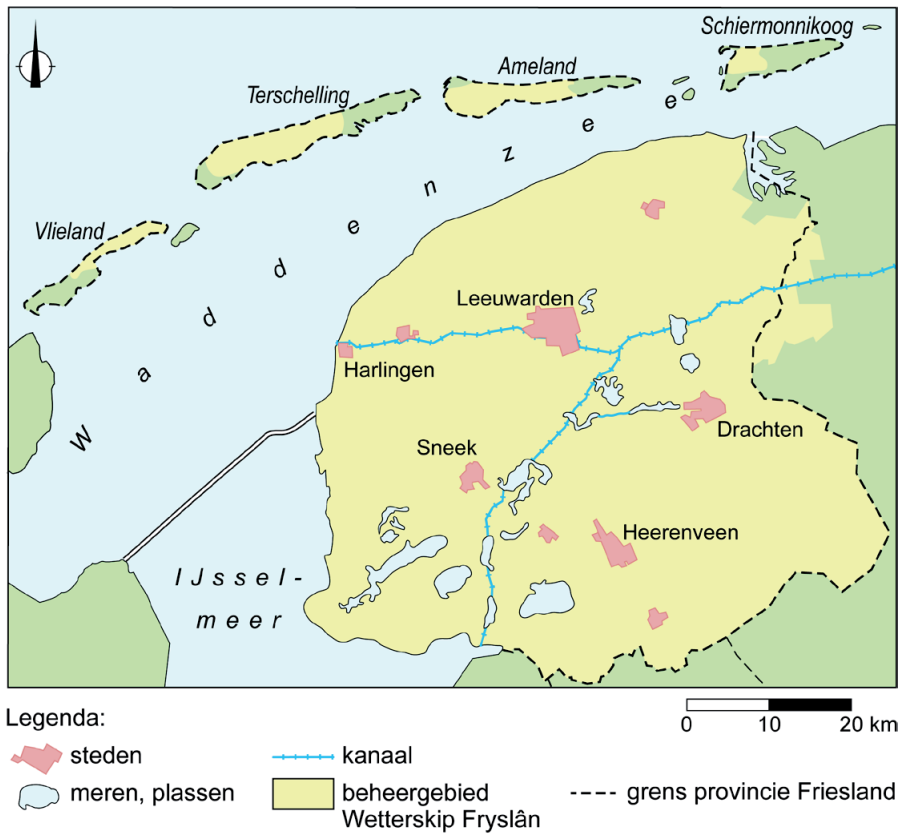 Schiermonnikoog
Ameland
Terschelling
Vlieland
Waddenzee
Leeuwarden
Harlingen
Drachten
Sneek
Heerenveen
IJssel-
meer
Legenda:
0 10 20 km
steden
kanaal
meren, plassen
beheergebied
Wetterskip Fryslân
grens provincie Friesland